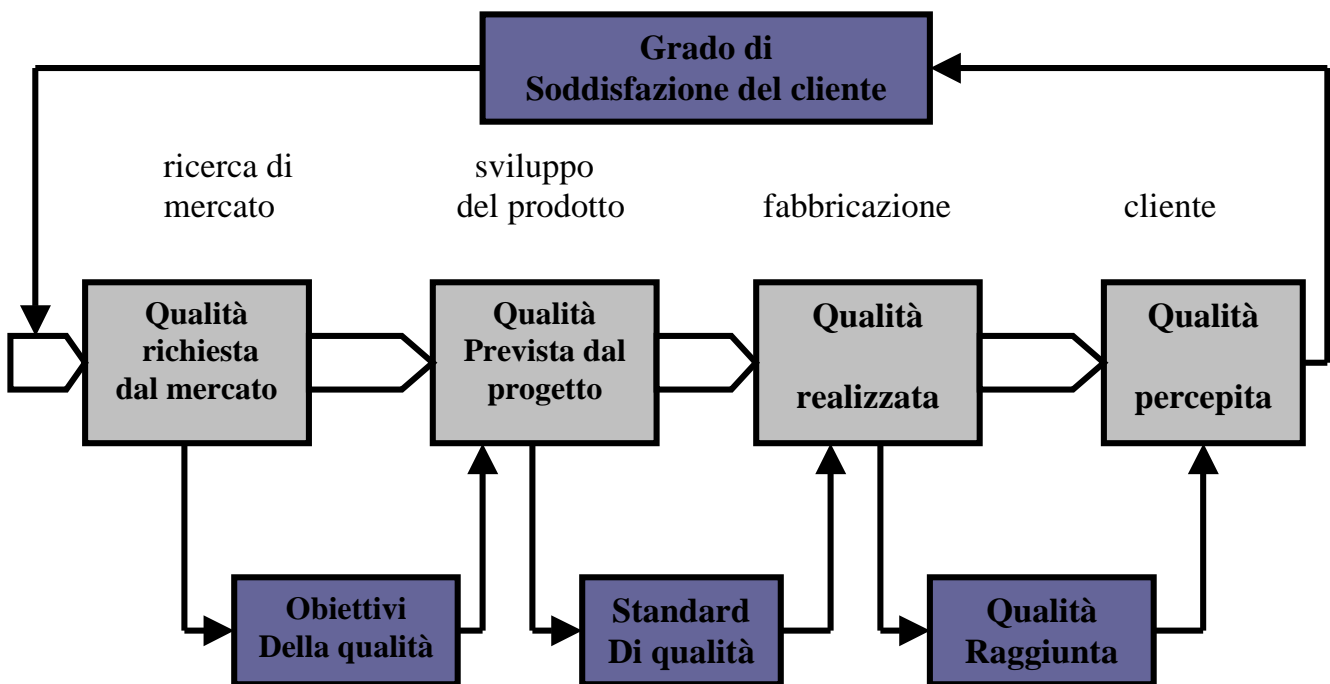 Grado di
Soddisfazione del cliente
ricerca di
mercato
sviluppo
del prodotto
fabbricazione
cliente
Qualità
richiesta
dal mercato
Qualità
Prevista dal
progetto
Qualità
realizzata
Qualità
percepita
Obiettivi
Della qualità
Standard
Di qualità
Qualità
Raggiunta